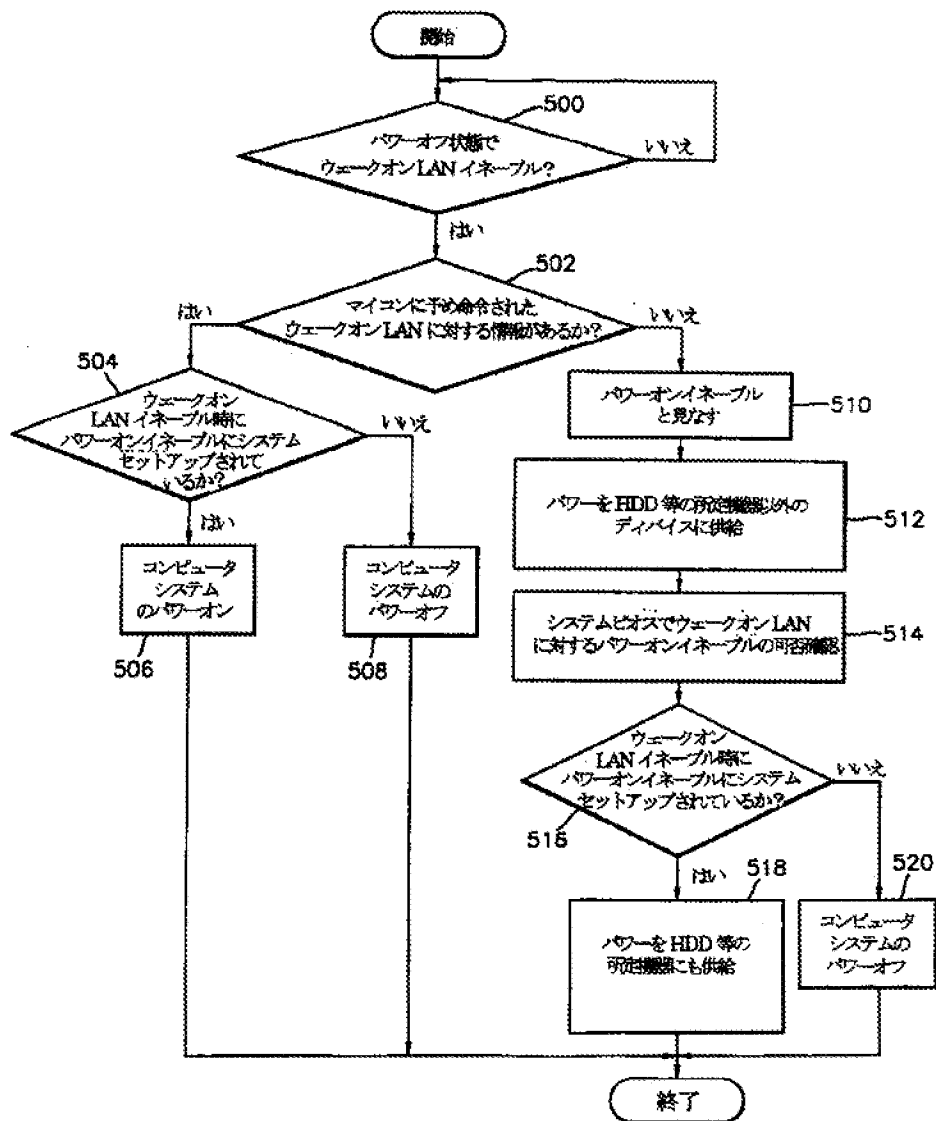 開始
500
パワーオフ状態で
ウェークオン LAN イネーブル?
いいえ
はい
502
マイコンに予め命令された
ウェークオン LAN に対する情報があるか?
はい
いいえ
504
ウェークオン
LAN イネーブル時に
パワーオンイネーブルにシステム
セットアップされて
いるか?
いいえ
はい
コンピュータ
システム
のパワーオン
506
コンピュータ
システムの
パワーオフ
508
パワーオンイネーブル
と見なす
510
パワーをHDD 等の所定機器以外の
ディバイスに供給
512
システムビオスでウェークオン LAN
に対するパワーオンイネーブルの可否確認
514
ウェークオン
LAN イネーブル時に
パワーオンイネーブルにシステム
セットアップされているか?
516
いいえ
はい
518
パワーをHDD 等の
所定機器にも供給
520
コンピュータ
システムの
パワーオフ
終了